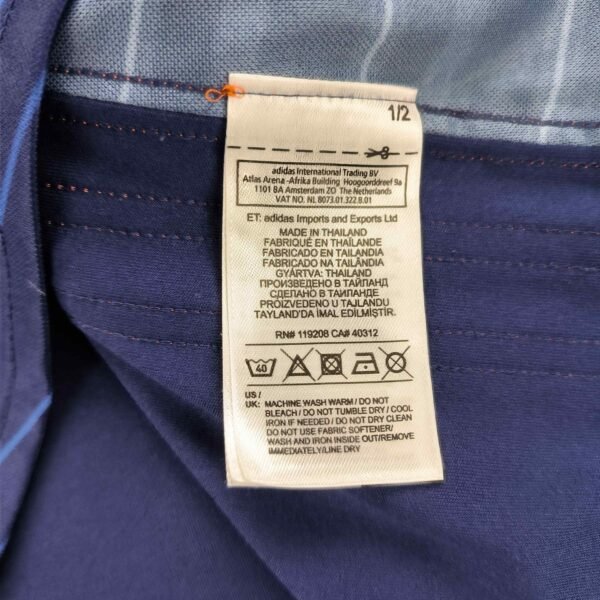 1/2
adidas International Trading BV
Atlas Arena -Afrika Building Hoogoorddreef 9a
1101 BA Amsterdam ZO The Netherlands
VAT NO. NL 8073.01.322.B.01
ET: adidas Imports and Exports Ltd
MADE IN THAILAND
FABRIQUÉ EN THAÏLANDE
FABRICADO EN TAILANDIA
FABRICADO NA TAILÂNDIA
GYÁRTVA: THAILAND
ПРОИЗВЕДЕНО В ТАЙЛАНД
СДЕЛАНО В ТАИЛАНДЕ
PROIZVEDENO U TAJLANDU
TAYLAND'DA İMAL EDİLMİŞTİR.
RN# 119208 CA# 40312
40
US /
UK: MACHINE WASH WARM / DO NOT
BLEACH / DO NOT TUMBLE DRY / COOL
IRON IF NEEDED / DO NOT DRY CLEAN
DO NOT USE FABRIC SOFTENER/
WASH AND IRON INSIDE OUT/REMOVE
IMMEDIATELY/LINE DRY